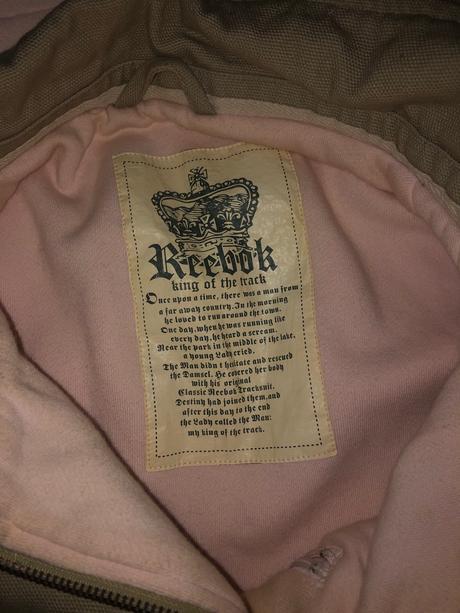 Reebok
king of the track
Once upon a time, there was a man from
a far away country. In the morning
he loved to run around the town.
One day, when he was running like
every day, he heard a scream.
Near the park in the middle of the lake,
a young Lady cried.
The Man didn't hesitate and rescued
the Damsel. He covered her body
with his original
Classic Reebok Tracksuit.
Destiny had joined them, and
after this day to the end
the Lady called the Man:
my king of the track.